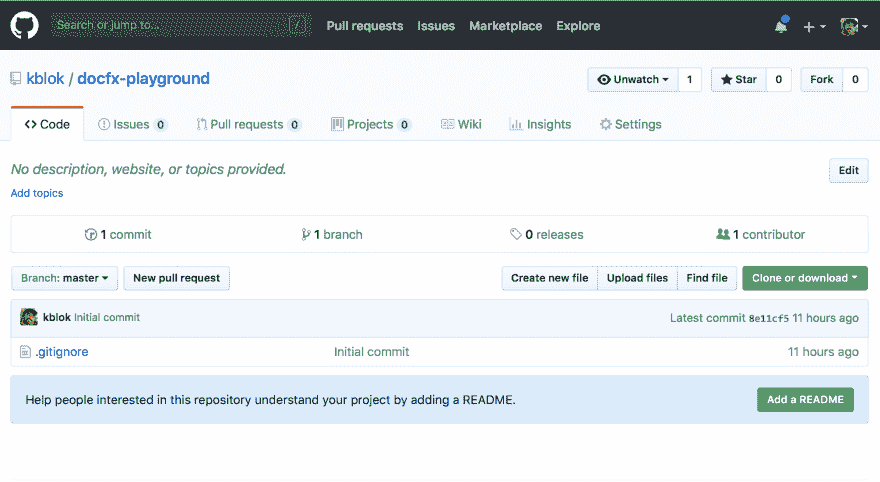 Search or jump to... /
Pull requests Issues Marketplace Explore
kblok / docfx-playground
Unwatch 1 Star 0 Fork 0
Code Issues 0 Pull requests 0 Projects 0 Wiki Insights Settings
No description, website, or topics provided.
Edit
Add topics
1 commit 1 branch 0 releases 1 contributor
Branch: master New pull request Create new file Upload files Find file Clone or download
kblok Initial commit Latest commit 8e11cf5 11 hours ago
.gitignore Initial commit 11 hours ago
Help people interested in this repository understand your project by adding a README. Add a README